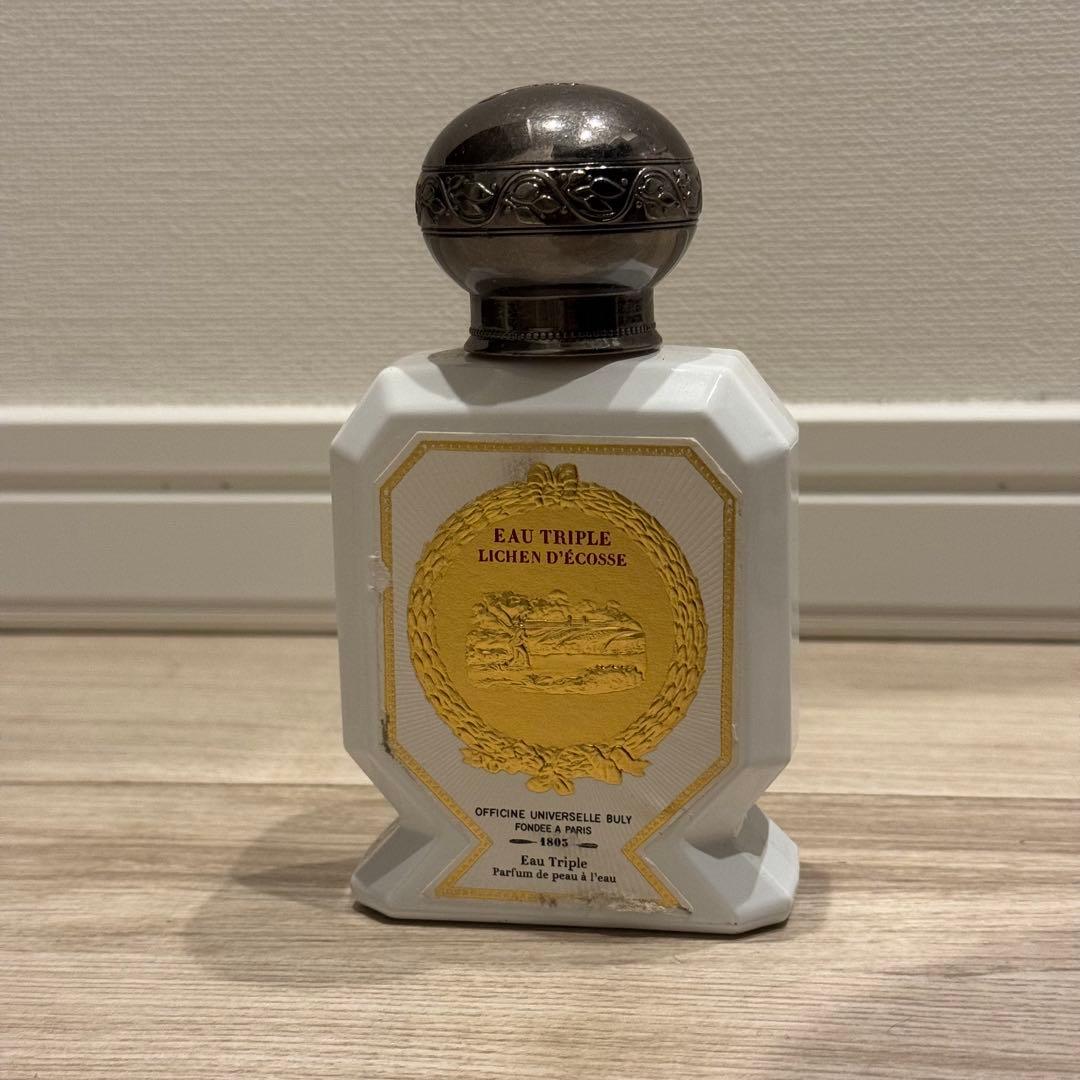 EAU TRIPLE
LICHEN D'ÉCOSSE
OFFICINE UNIVERSELLE BULY
FONDEE A PARIS
1803
Eau Triple
Parfum de peau à l'eau